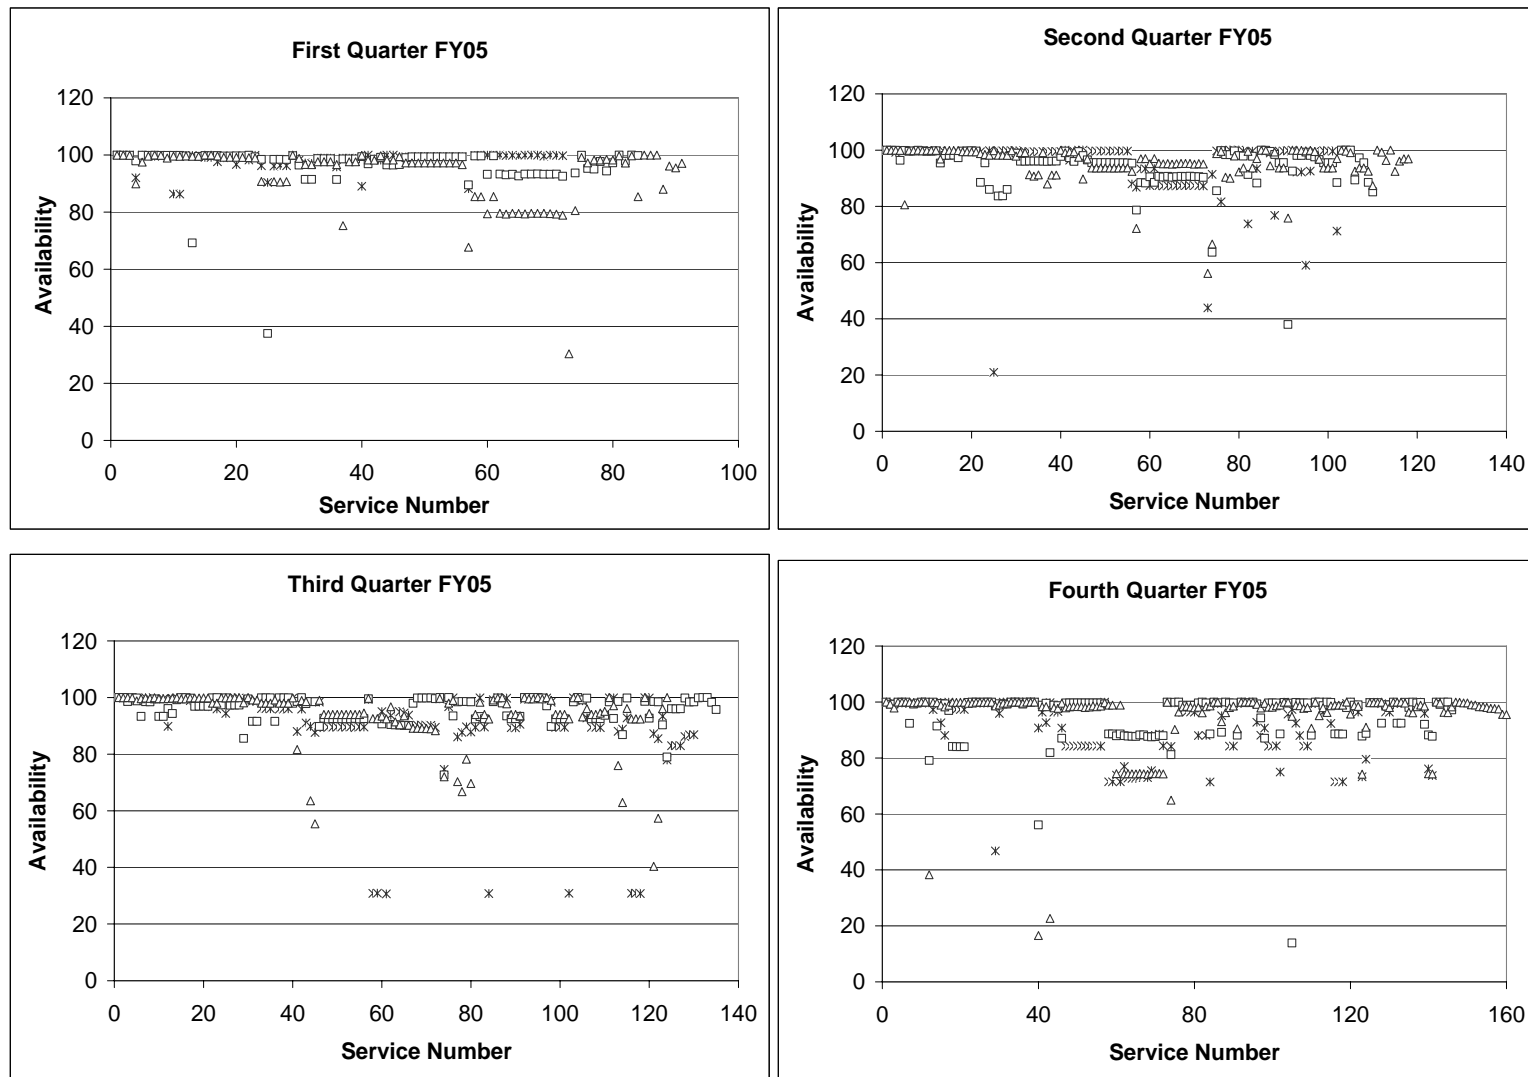 First Quarter FY05
120
100
80
60
40
20
0
Availability
0 20 40 60 80 100
Service Number
Second Quarter FY05
120
100
80
60
40
20
0
Availability
0 20 40 60 80 100 120 140
Service Number
Third Quarter FY05
120
100
80
60
40
20
0
Availability
0 20 40 60 80 100 120 140
Service Number
Fourth Quarter FY05
120
100
80
60
40
20
0
Availability
0 40 80 120 160
Service Number